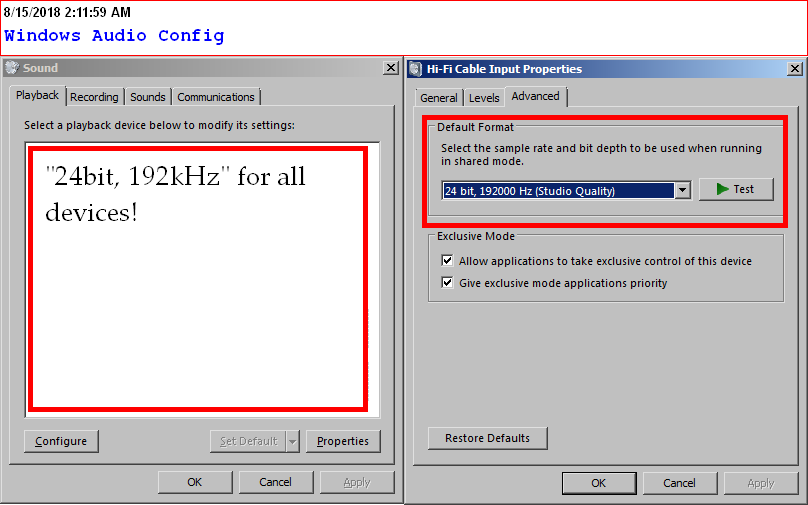 8/15/2018 2:11:59 AM
Windows Audio Config
Sound
Playback Recording Sounds Communications
Select a playback device below to modify its settings:
"24bit, 192kHz" for all
devices!
Configure Set Default Properties
OK Cancel Apply
Hi-Fi Cable Input Properties
General Levels Advanced
Default Format
Select the sample rate and bit depth to be used when running
in shared mode.
24 bit, 192000 Hz (Studio Quality) Test
Exclusive Mode
Allow applications to take exclusive control of this device
Give exclusive mode applications priority
Restore Defaults
OK Cancel Apply